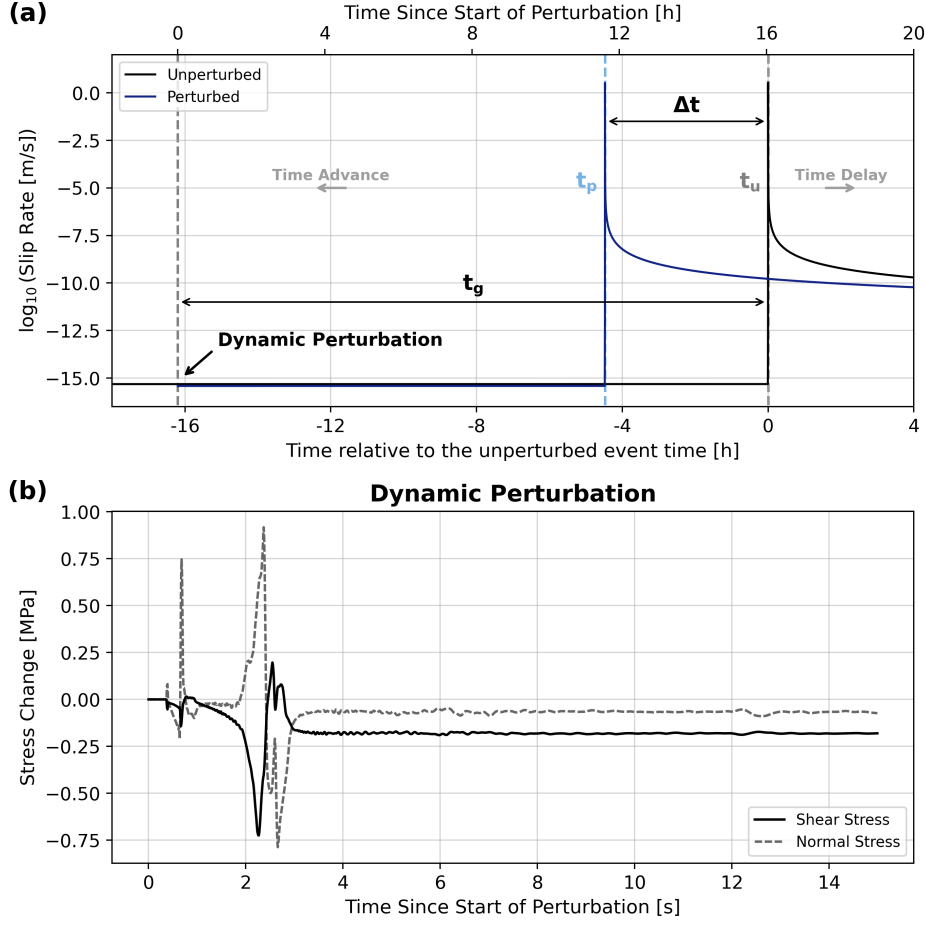 (a)
Time Since Start of Perturbation [h]
0 4 8 12 16 20
Unperturbed
Perturbed
log₁₀(Slip Rate [m/s])
0.0
−2.5
−5.0
−7.5
−10.0
−12.5
−15.0
Δt
Time Advance
tₚ
tᵤ
Time Delay
t_g
Dynamic Perturbation
-16 -12 -8 -4 0 4
Time relative to the unperturbed event time [h]
(b)
Dynamic Perturbation
Stress Change [MPa]
1.00
0.75
0.50
0.25
0.00
−0.25
−0.50
−0.75
Shear Stress
Normal Stress
0 2 4 6 8 10 12 14
Time Since Start of Perturbation [s]